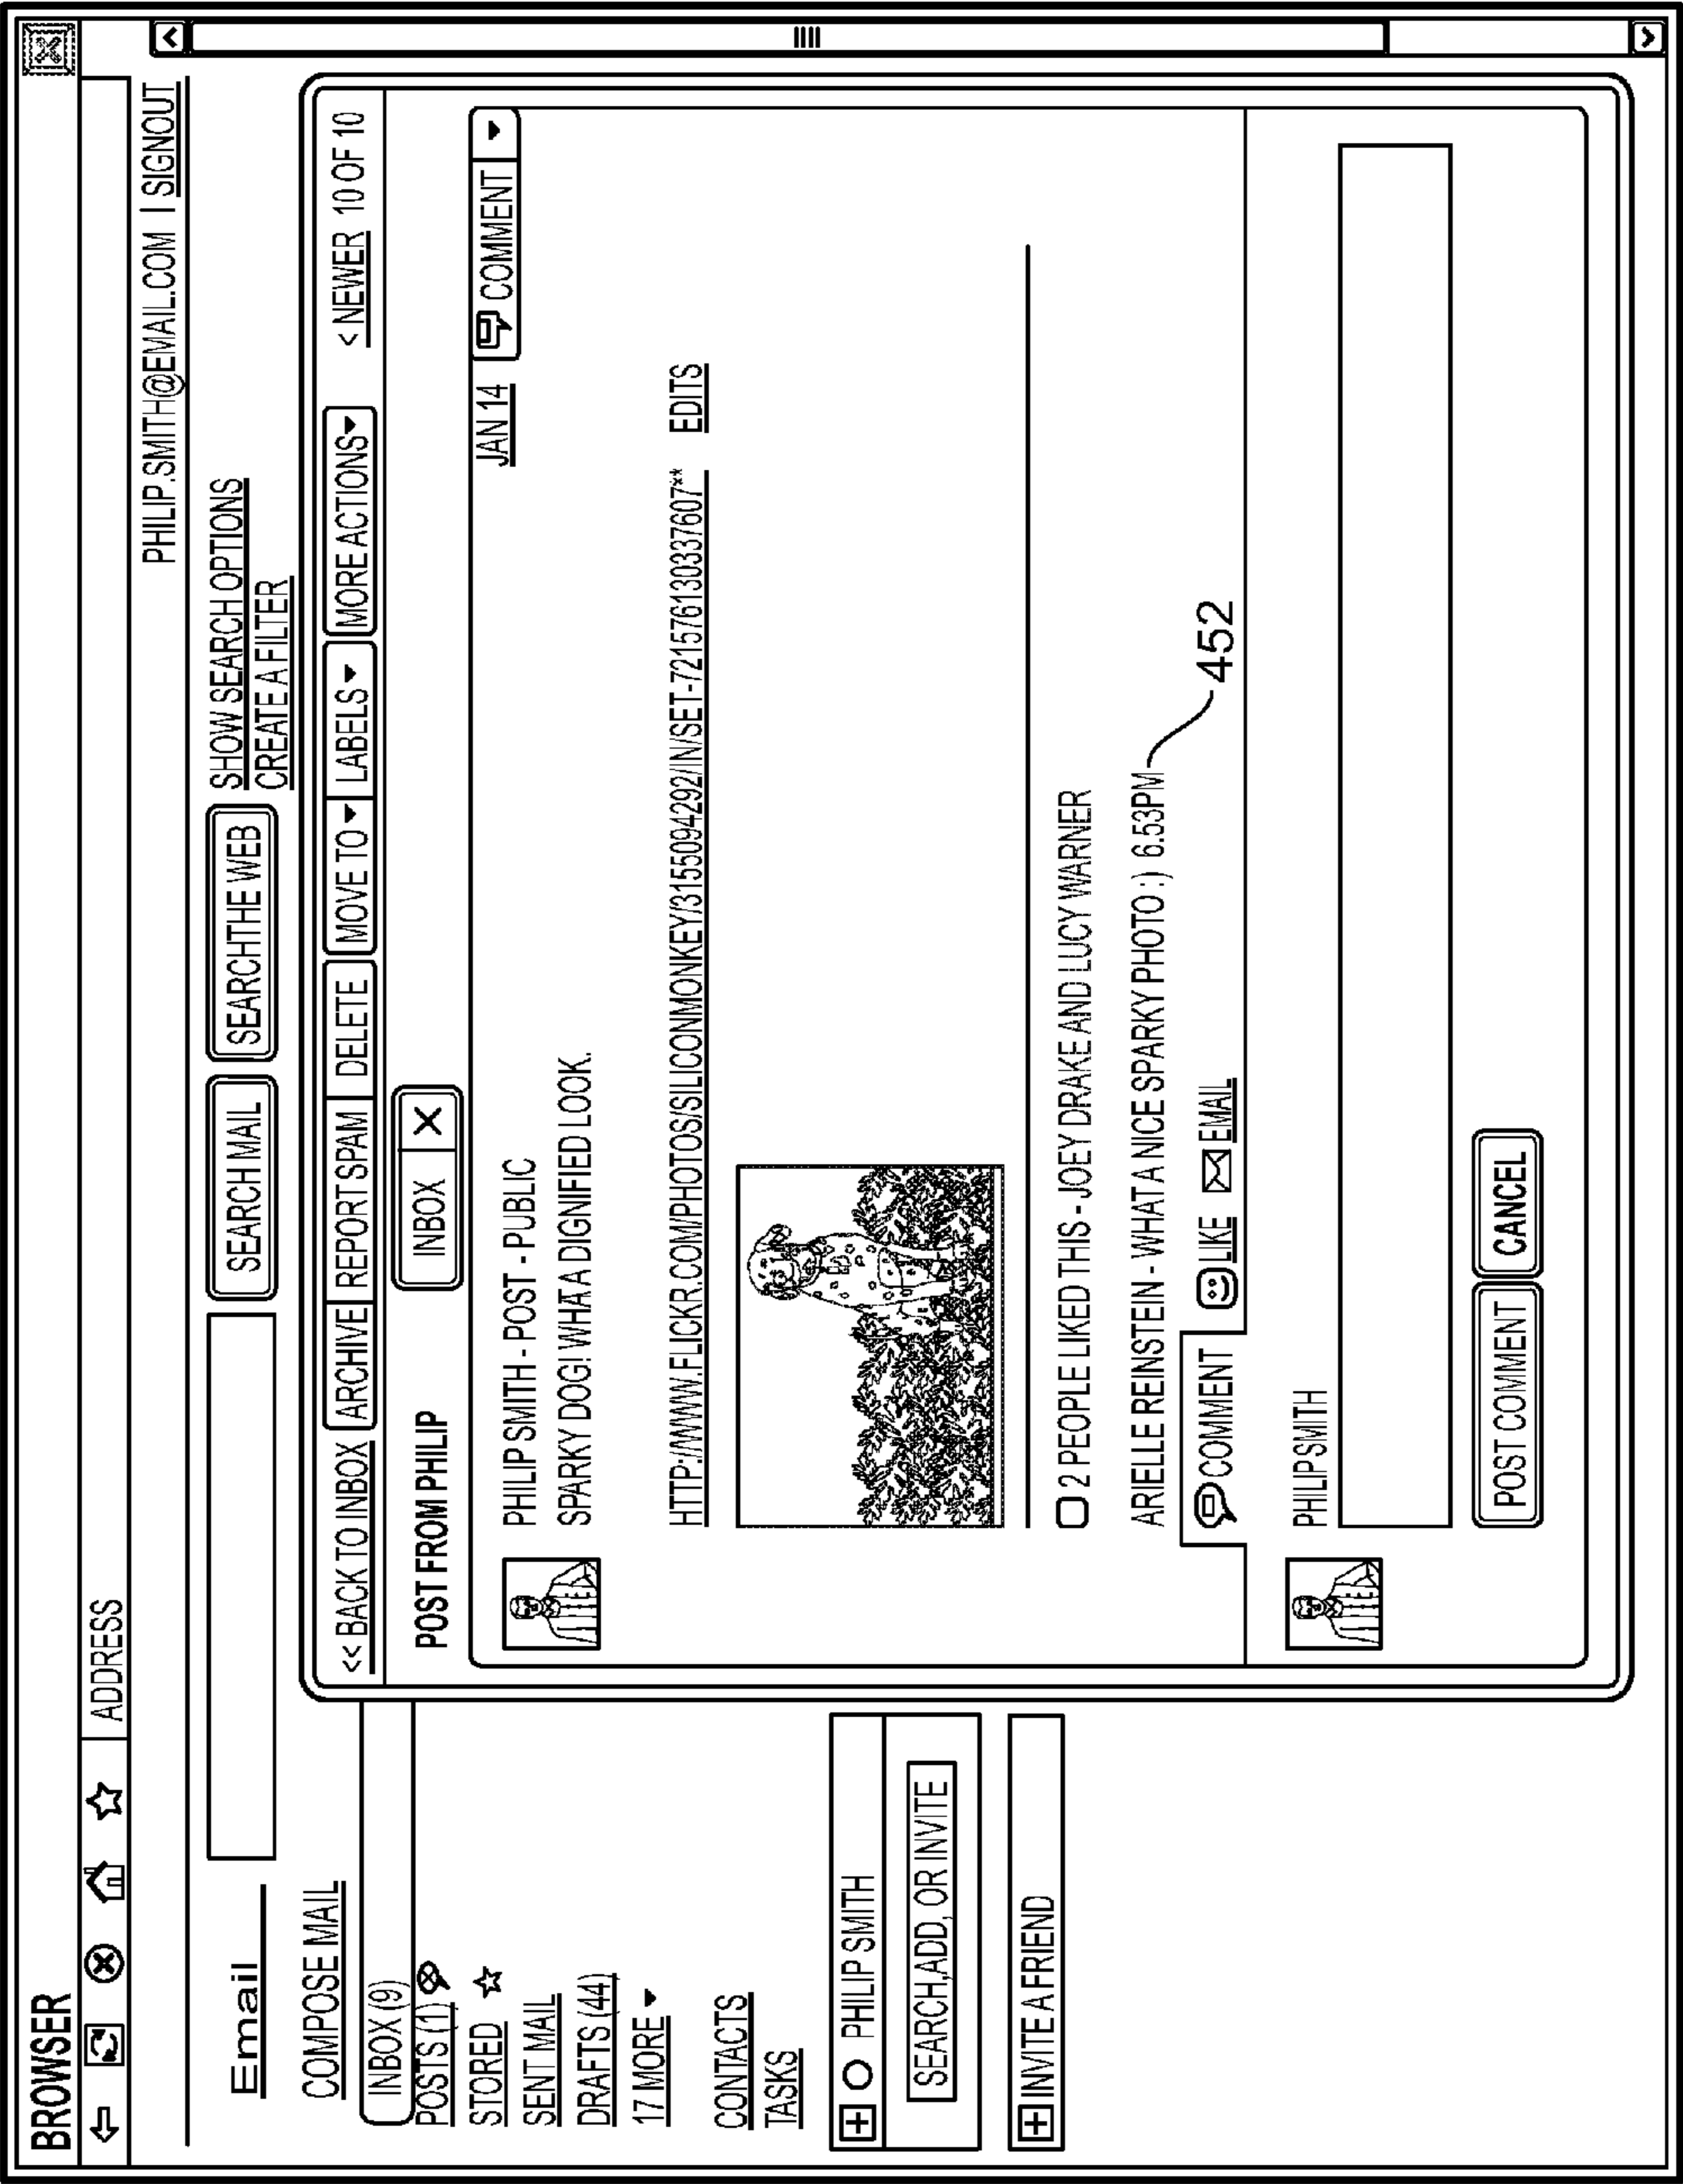 BROWSER
ADDRESS
PHILIP.SMITH@EMAIL.COM | SIGNOUT
Email
SEARCH MAIL
SEARCH THE WEB
SHOW SEARCH OPTIONS
CREATE A FILTER
COMPOSE MAIL
INBOX (9)
POSTS (1)
STORED
SENT MAIL
DRAFTS (44)
17 MORE
CONTACTS
TASKS
PHILIP SMITH
SEARCH,ADD, OR INVITE
INVITE A FRIEND
<< BACK TO INBOX ARCHIVE REPORT SPAM DELETE MOVE TO LABELS MORE ACTIONS < NEWER 10 OF 10
POST FROM PHILIP INBOX X
PHILIP SMITH - POST - PUBLIC JAN 14 COMMENT
SPARKY DOG! WHAT A DIGNIFIED LOOK.
HTTP://WWW.FLICKR.COM/PHOTOS/SILICONMONKEY/3155094292/IN/SET-721576130337607** EDITS
2 PEOPLE LIKED THIS - JOEY DRAKE AND LUCY WARNER
ARIELLE REINSTEIN - WHAT A NICE SPARKY PHOTO :) 6.53PM
452
COMMENT LIKE EMAIL
PHILIP SMITH
POST COMMENT CANCEL